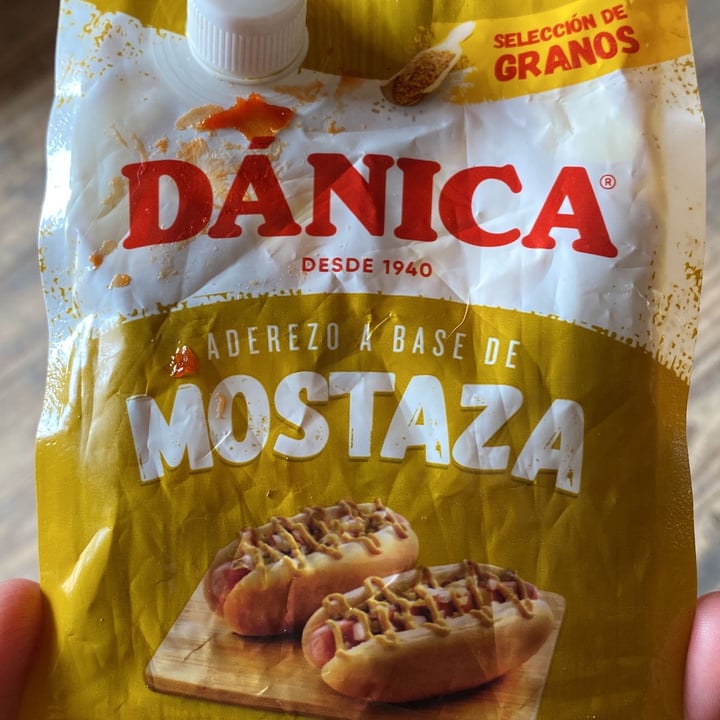 SELECCIÓN DE
GRANOS
DÁNICA®
DESDE 1940
ADEREZO A BASE DE
MOSTAZA